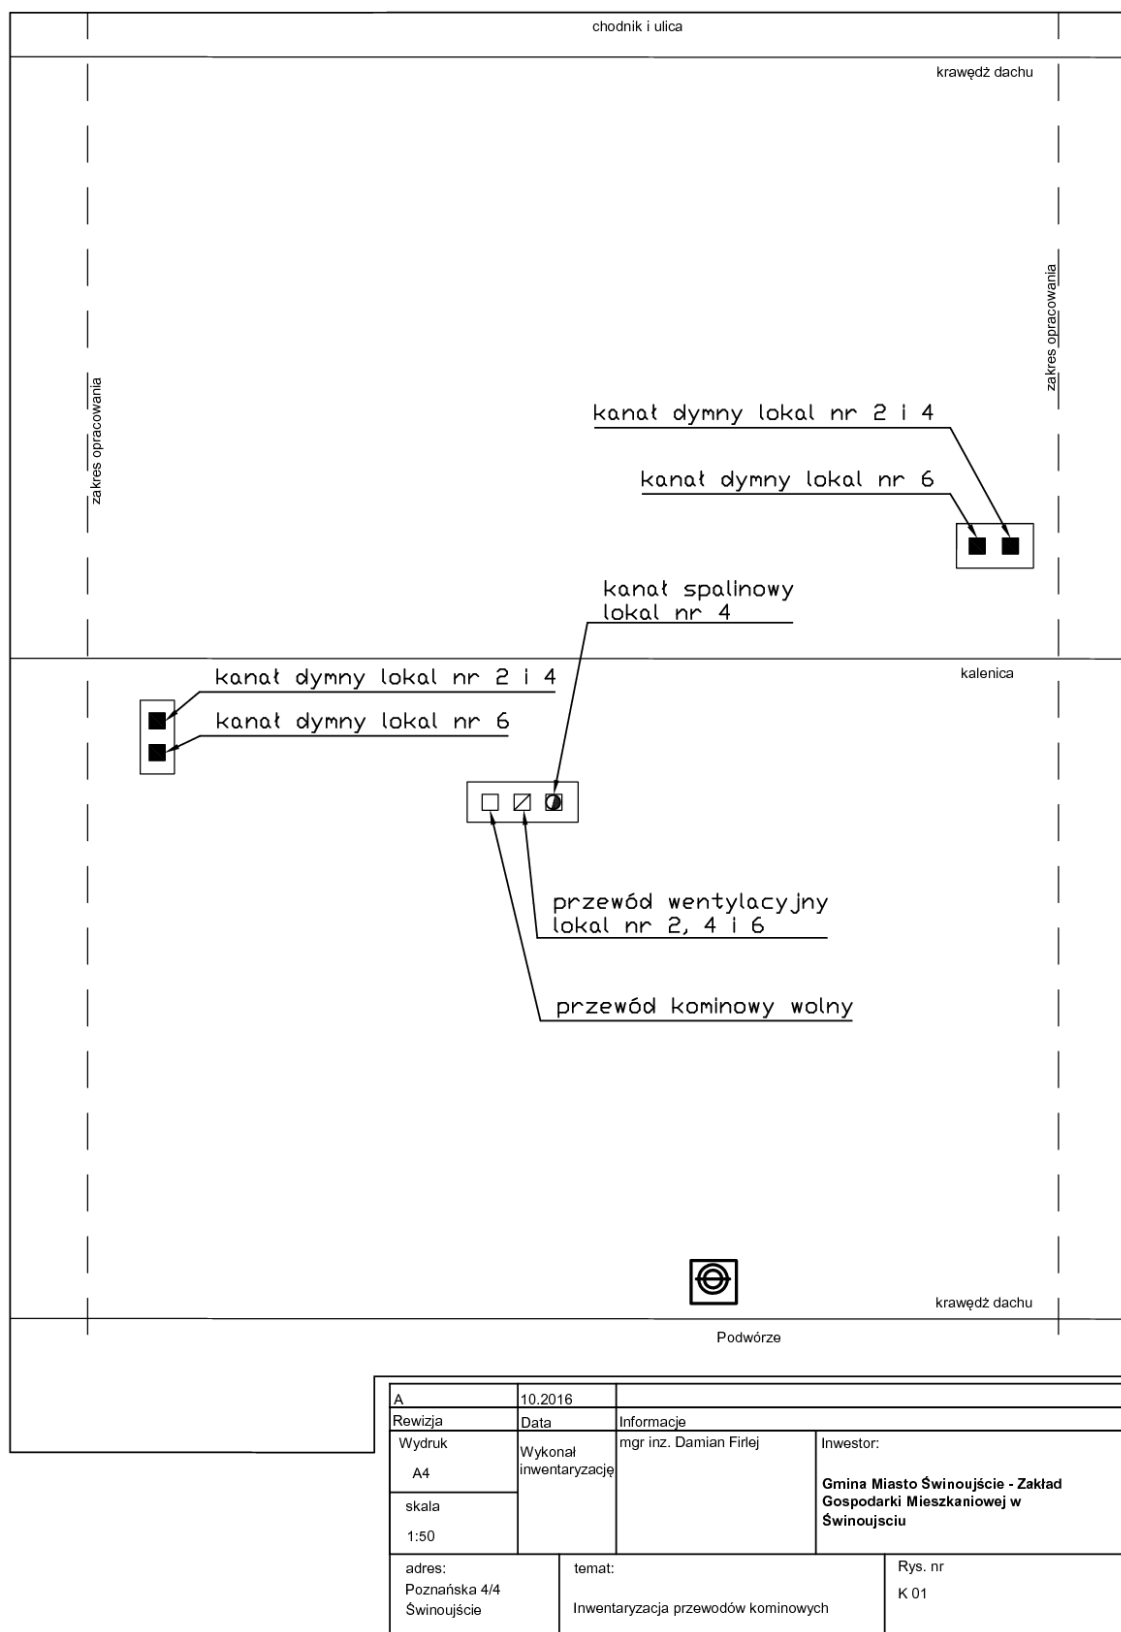 chodnik i ulica
krawędż dachu
zakres opracowania
zakres opracowania
kanał dymny lokal nr 2 i 4
kanał dymny lokal nr 6
kanał spalinowy
lokal nr 4
kalenica
kanał dymny lokal nr 2 i 4
kanał dymny lokal nr 6
przewód wentylacyjny
lokal nr 2, 4 i 6
przewód kominowy wolny
krawędż dachu
Podwórze
A
10.2016
Rewizja
Data
Informacje
Wydruk
A4
Wykonał
inwentaryzację
mgr inz. Damian Firlej
Inwestor:
Gmina Miasto Świnoujście - Zakład
Gospodarki Mieszkaniowej w
Świnoujsciu
skala
1:50
adres:
Poznańska 4/4
Świnoujście
temat:
Inwentaryzacja przewodów kominowych
Rys. nr
K 01